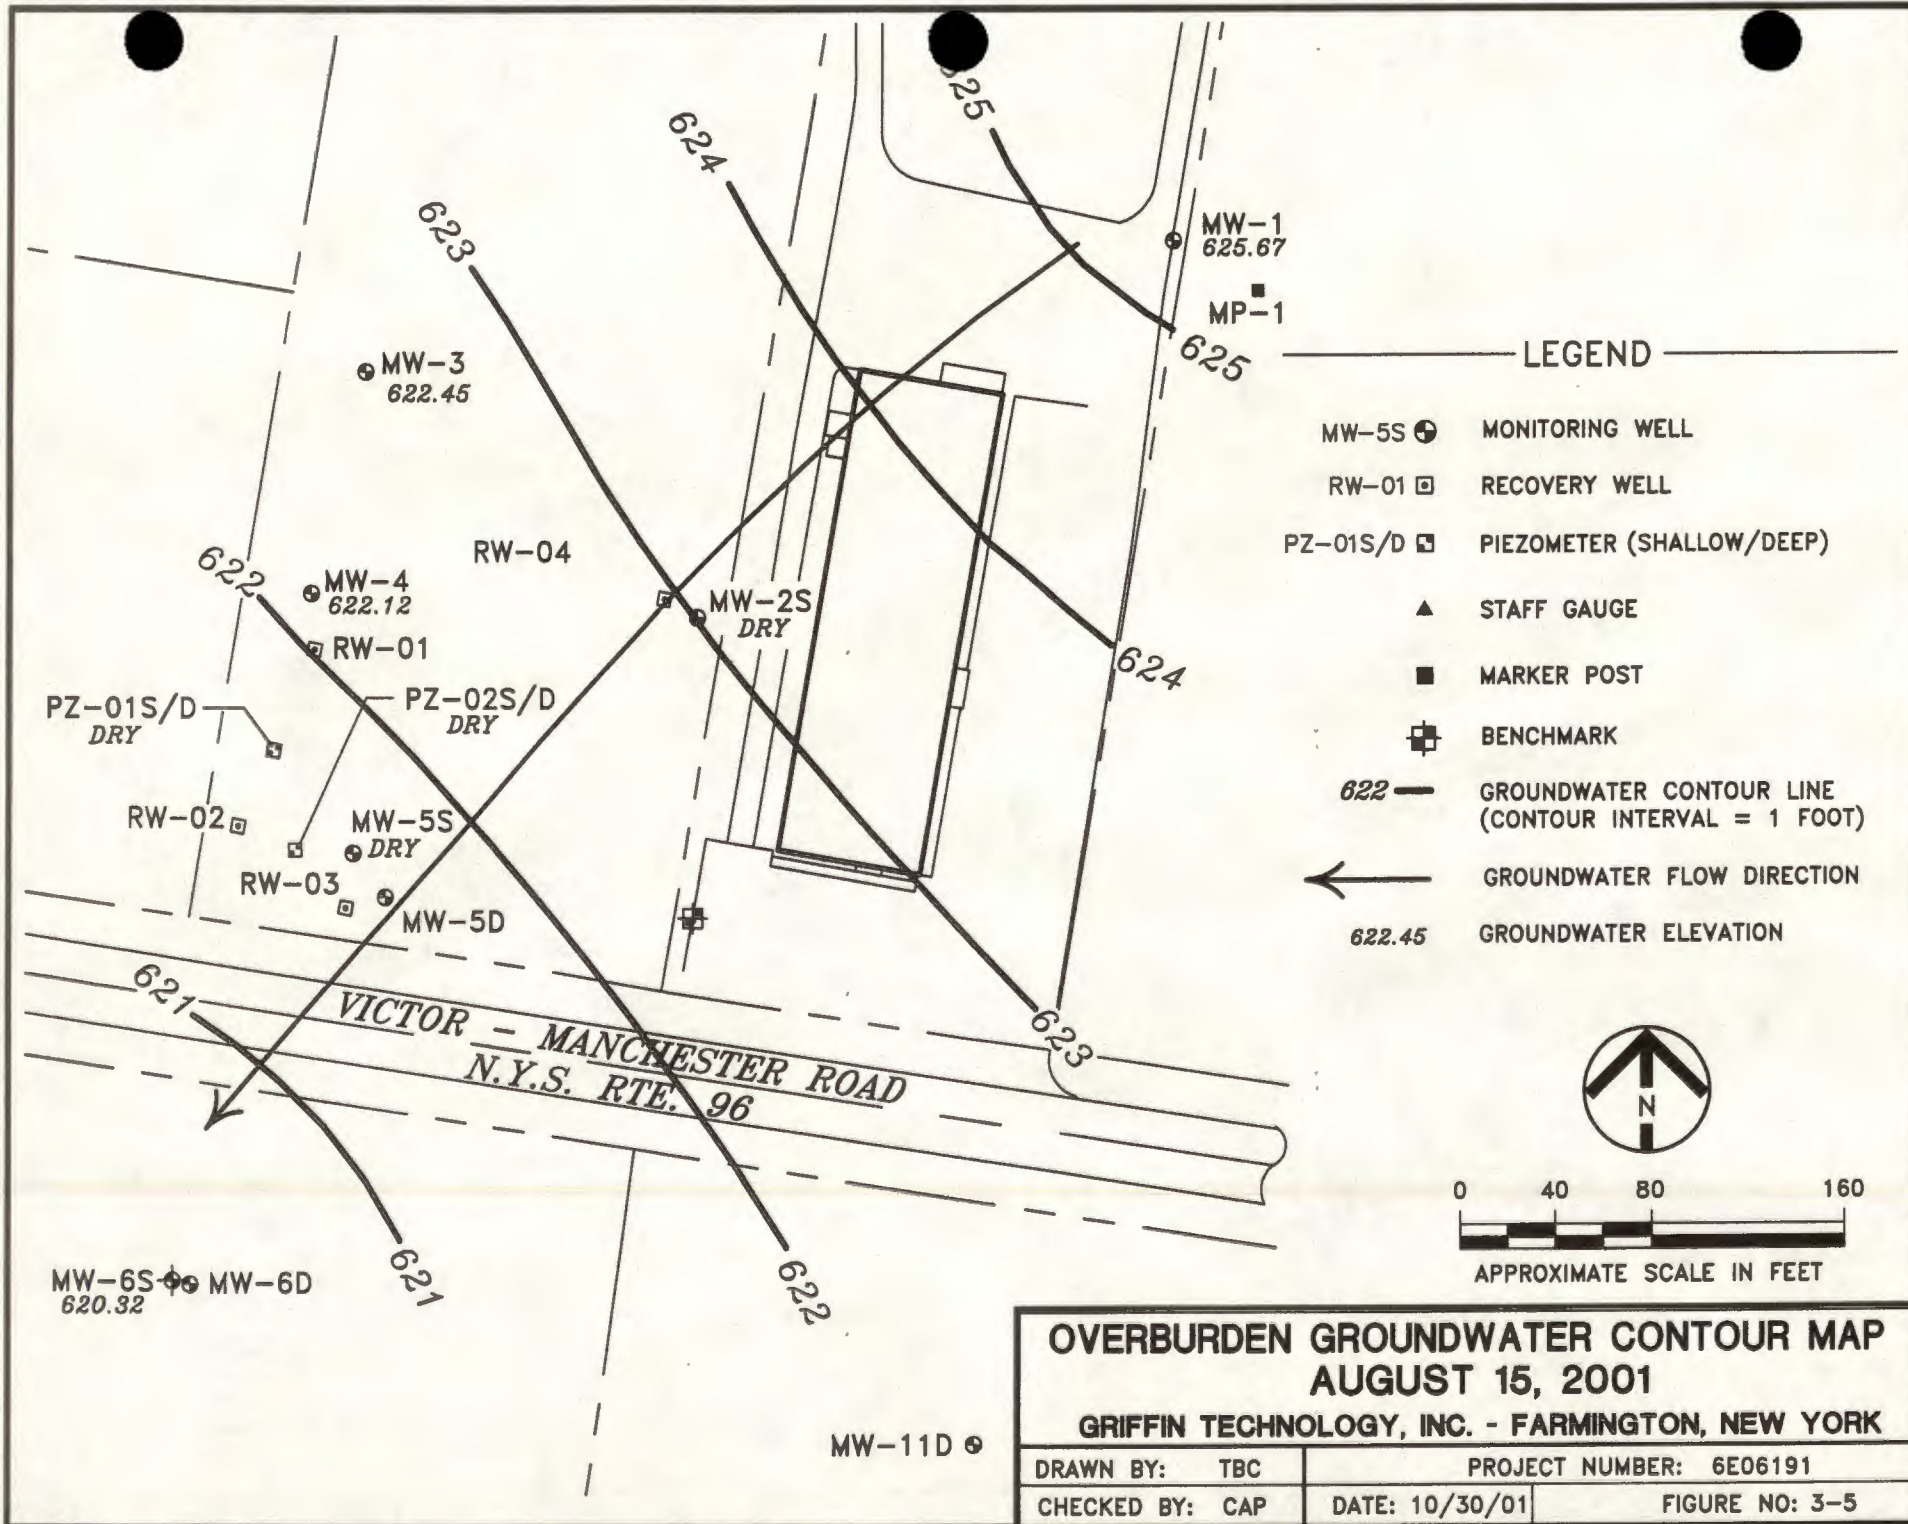 625
624
623
MW-1
625.67
MP-1
625
MW-3
622.45
RW-04
622
MW-4
622.12
MW-2S
DRY
RW-01
624
PZ-01S/D
DRY
PZ-02S/D
DRY
RW-02
MW-5S
DRY
RW-03
MW-5D
621
623
VICTOR - MANCHESTER ROAD
N.Y.S. RTE. 96
MW-6S
620.32
MW-6D
621
622
MW-11D
LEGEND
MW-5S MONITORING WELL
RW-01 RECOVERY WELL
PZ-01S/D PIEZOMETER (SHALLOW/DEEP)
STAFF GAUGE
MARKER POST
BENCHMARK
622 GROUNDWATER CONTOUR LINE
(CONTOUR INTERVAL = 1 FOOT)
GROUNDWATER FLOW DIRECTION
622.45 GROUNDWATER ELEVATION
N
0 40 80 160
APPROXIMATE SCALE IN FEET
OVERBURDEN GROUNDWATER CONTOUR MAP
AUGUST 15, 2001
GRIFFIN TECHNOLOGY, INC. - FARMINGTON, NEW YORK
DRAWN BY: TBC PROJECT NUMBER: 6E06191
CHECKED BY: CAP DATE: 10/30/01 FIGURE NO: 3-5